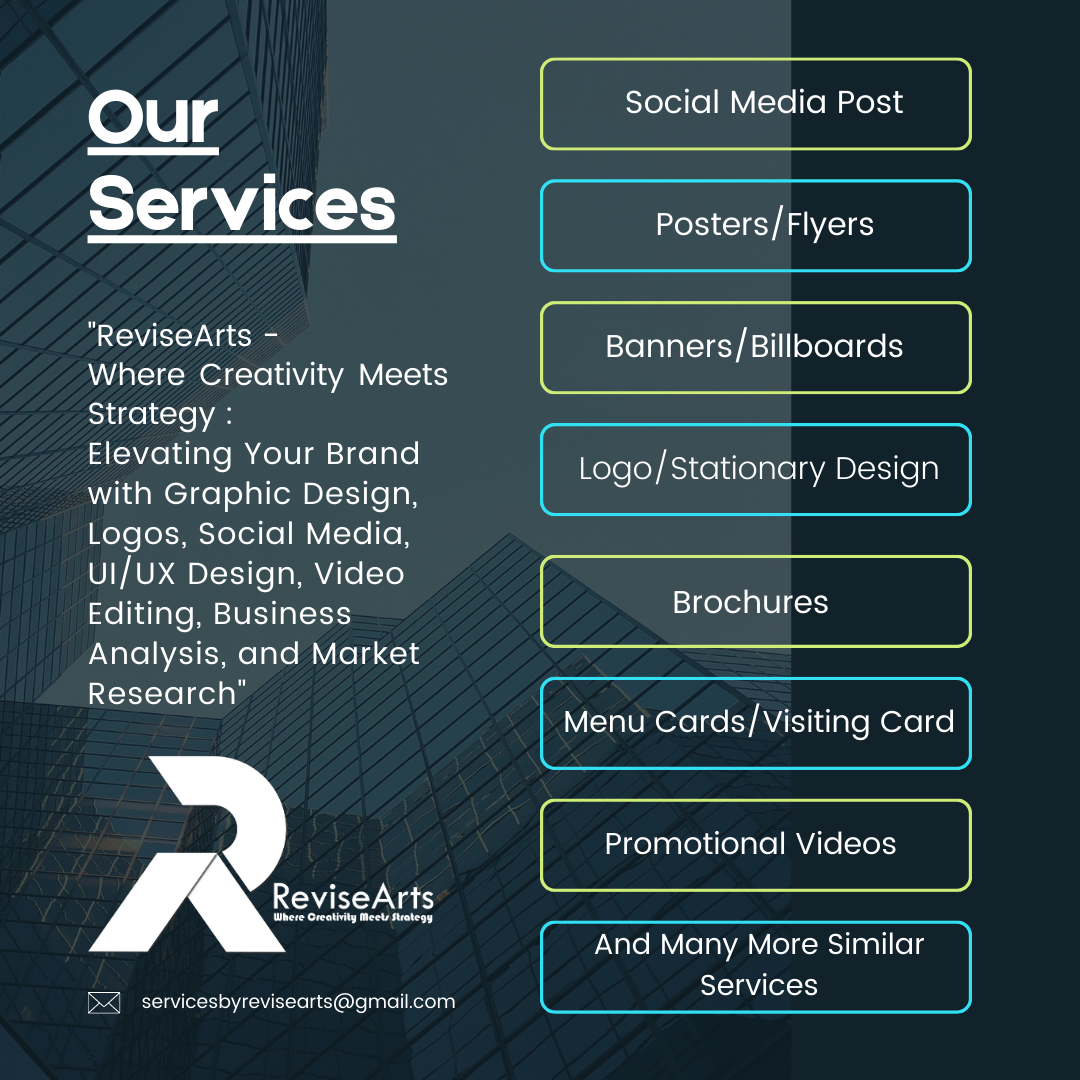 Our
Services
"ReviseArts -
Where Creativity Meets
Strategy :
Elevating Your Brand
with Graphic Design,
Logos, Social Media,
UI/UX Design, Video
Editing, Business
Analysis, and Market
Research"
ReviseArts
Where Creativity Meets Strategy
servicesbyrevisearts@gmail.com
Social Media Post
Posters/Flyers
Banners/Billboards
Logo/Stationary Design
Brochures
Menu Cards/Visiting Card
Promotional Videos
And Many More Similar
Services